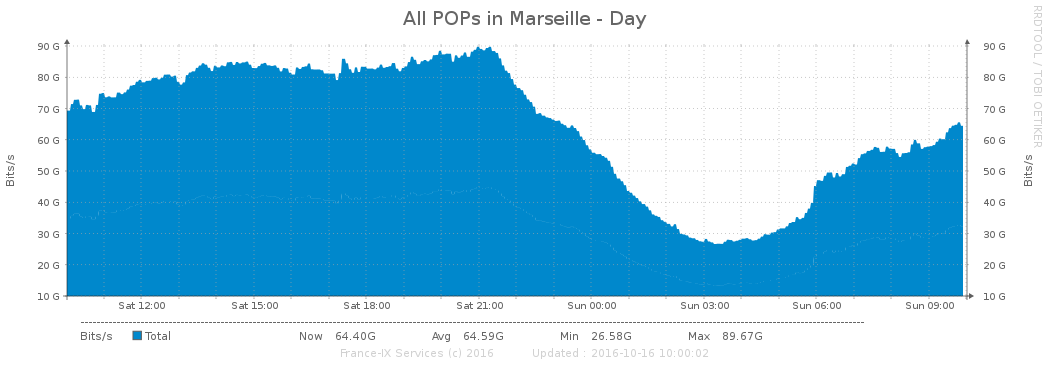 All POPs in Marseille - Day
RRDTOOL / TOBI OETIKER
Bits/s
90 G
80 G
70 G
60 G
50 G
40 G
30 G
20 G
10 G
90 G
80 G
70 G
60 G
50 G
40 G
30 G
20 G
10 G
Bits/s
Sat 12:00 Sat 15:00 Sat 18:00 Sat 21:00 Sun 00:00 Sun 03:00 Sun 06:00 Sun 09:00
Bits/s Total Now 64.40G Avg 64.59G Min 26.58G Max 89.67G
France-IX Services (c) 2016 Updated : 2016-10-16 10:00:02